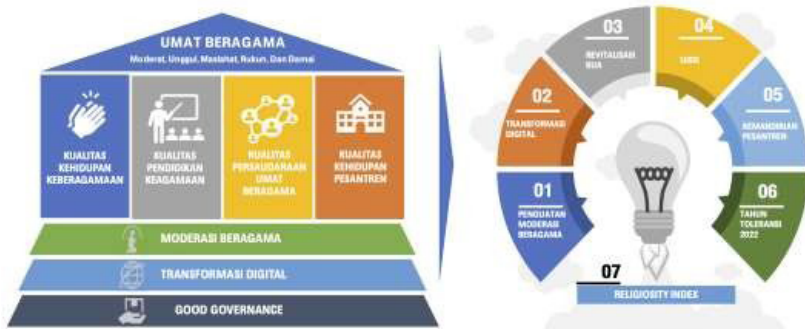 UMAT BERAGAMA
Moderat, Unggul, Maslahat, Rukun, Dan Damai
KUALITAS
KEHIDUPAN
KEBERAGAMAAN
KUALITAS
PENDIDIKAN
KEAGAMAAN
KUALITAS
PERSAUDARAAN
UMAT
BERAGAMA
KUALITAS
KEHIDUPAN
PESANTREN
MODERASI BERAGAMA
TRANSFORMASI DIGITAL
GOOD GOVERNANCE
01
PENGUATAN
MODERASI
BERAGAMA
02
TRANSFORMASI
DIGITAL
03
REVITALISASI
KUA
04
05
KEMANDIRIAN
PESANTREN
06
TAHUN
TOLERANSI
2022
07
RELIGIOSITY INDEX